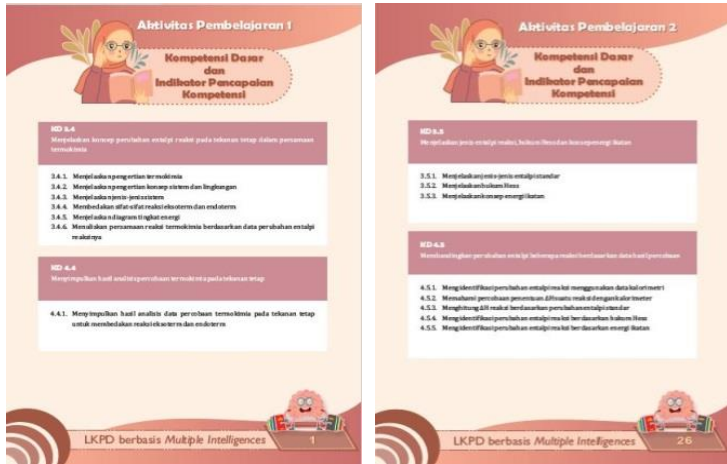 Aktivitas Pembelajaran 1
Kompetensi Dasar
dan
Indikator Pencapaian
Kompetensi
KD 3.4
Menjelaskan konsep perubahan entalpi reaksi pada tekanan tetap dalam persamaan
termokimia
3.4.1. Menjelaskan pengertian termokimia
3.4.2. Menjelaskan pengertian konsep sistem dan lingkungan
3.4.3. Menjelaskan jenis-jenis sistem
3.4.4. Membedakan sifat-sifat reaksi eksoterm dan endoterm
3.4.5. Menjelaskan diagram tingkat energi
3.4.6. Menuliskan persamaan reaksi termokimia berdasarkan data perubahan entalpi
reaksinya
KD 4.4
Menyimpulkan hasil analisis percobaan termokimia pada tekanan tetap
4.4.1. Menyimpulkan hasil analisis data percobaan termokimia pada tekanan tetap
untuk membedakan reaksi eksoterm dan endoterm
LKPD berbasis Multiple Intelligences 1
Aktivitas Pembelajaran 2
Kompetensi Dasar
dan
Indikator Pencapaian
Kompetensi
KD 3.5
Menjelaskan jenis entalpi reaksi, hukum Hess dan konsep energi ikatan
3.5.1. Menjelaskan jenis-jenis entalpi standar
3.5.2. Menjelaskan hukum Hess
3.5.3. Menjelaskan konsep energi ikatan
KD 4.5
Membandingkan perubahan entalpi beberapa reaksi berdasarkan data hasil percobaan
4.5.1. Mengidentifikasi perubahan entalpi reaksi menggunakan data kalorimetri
4.5.2. Memahami percobaan penentuan ΔH suatu reaksi dengan kalorimeter
4.5.3. Menghitung ΔH reaksi berdasarkan perubahan entalpi standar
4.5.4. Mengidentifikasi perubahan entalpi reaksi berdasarkan hukum Hess
4.5.5. Mengidentifikasi perubahan entalpi reaksi berdasarkan energi ikatan
LKPD berbasis Multiple Intelligences 26